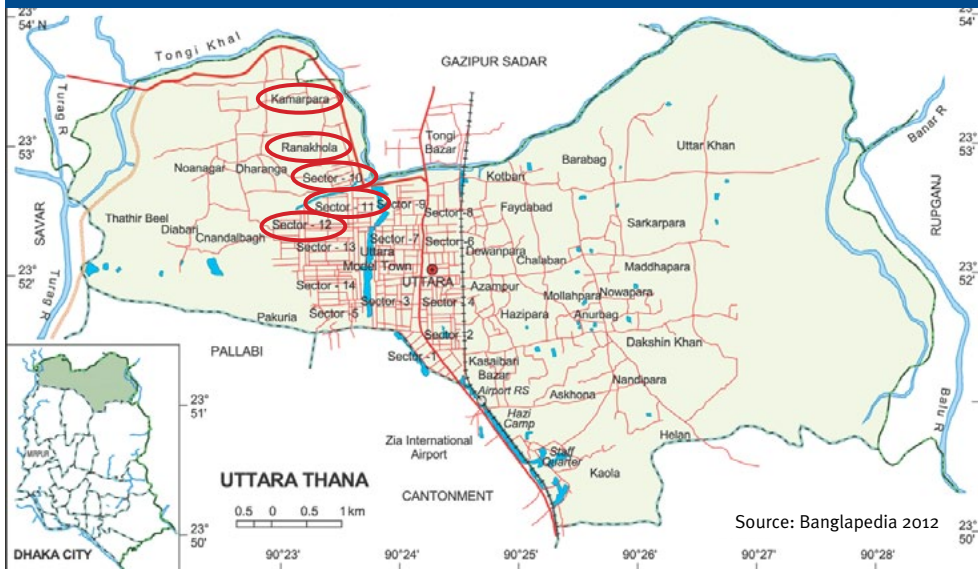 23°
54' N
23°
54'
Tongi Khal
GAZIPUR SADAR
Turag R
Kamarpara
Tongi
Bazar
Banar R
23°
53'
23°
53'
Ranakhola
Uttar Khan
Barabag
Noanagar
Dharanga
Sector - 10
Kotbari
SAVAR
Sector - 11
Sector -9
Sector -8
Faydabad
RUPGANJ
Thathir Beel
Diabari
Cnandalbagh
Sector - 12
Sarkarpara
Sector - 13
Sector -7
Sector -6
Dewanpara
Uttara
Model Town
Chalaban
Maddhapara
23°
52'
23°
52'
UTTARA
Turag R
Sector - 14
Azampur
Mollahpara
Nowapara
Sector -3
Sector -4
Pakuria
Sector -5
Hazipara
Anurbag
Sector -2
Dakshin Khan
PALLABI
Sector -1
Kasaibari
Bazar
Nandipara
Airport RS
Askhona
23°
51'
Balu R
Hazi
Camp
Zia International
Airport
Helan
Staff
Quarter
MIRPUR
UTTARA THANA
Kaola
CANTONMENT
0.5 0 0.5 1 km
Source: Banglapedia 2012
23°
50'
23°
50'
DHAKA CITY
90°23'
90°24'
90°25'
90°26'
90°27'
90°28'